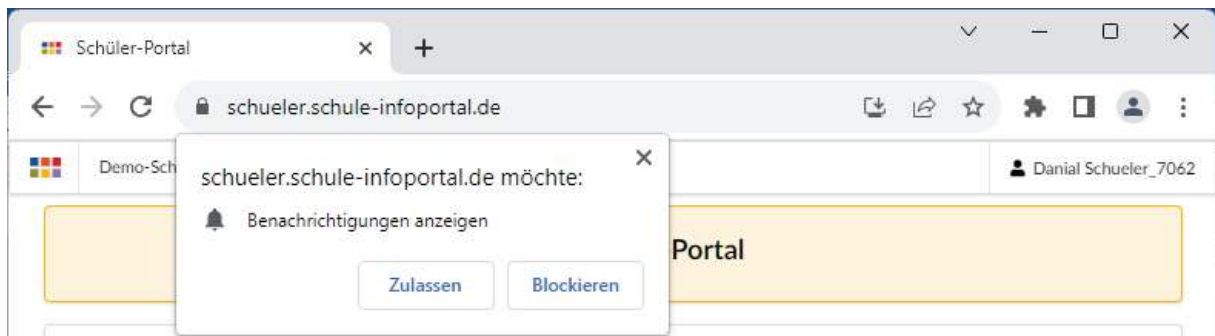 Schüler-Portal
schueler.schule-infoportal.de
Demo-Sch
Danial Schueler_7062
schueler.schule-infoportal.de möchte:
Benachrichtigungen anzeigen
Portal
Zulassen
Blockieren